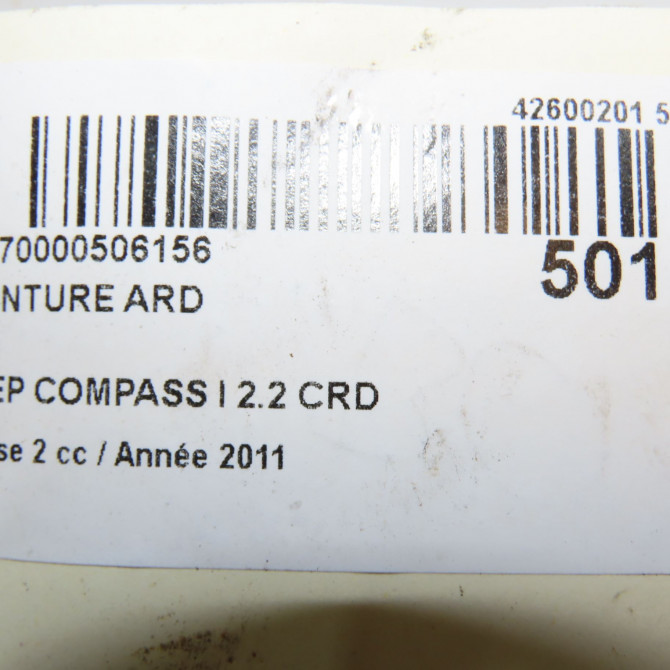 42600201 5
70000506156
501
NTURE ARD
EP COMPASS I 2.2 CRD
se 2 cc / Année 2011